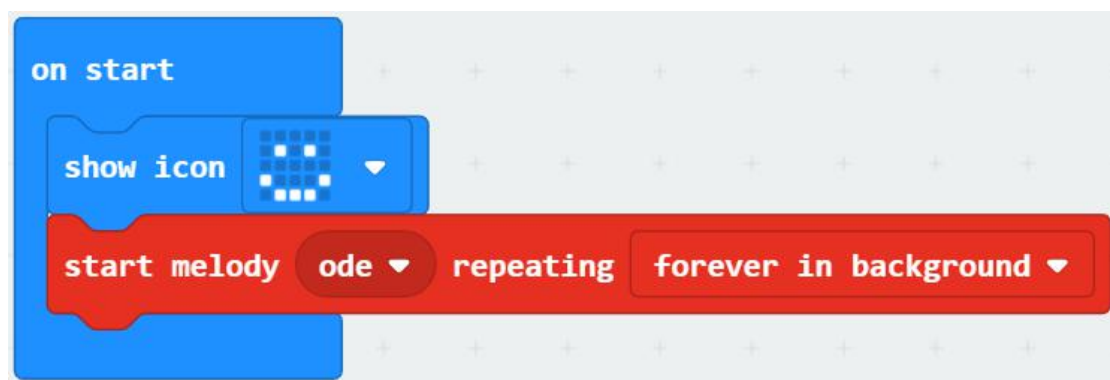 on start
show icon
start melody ode repeating forever in background